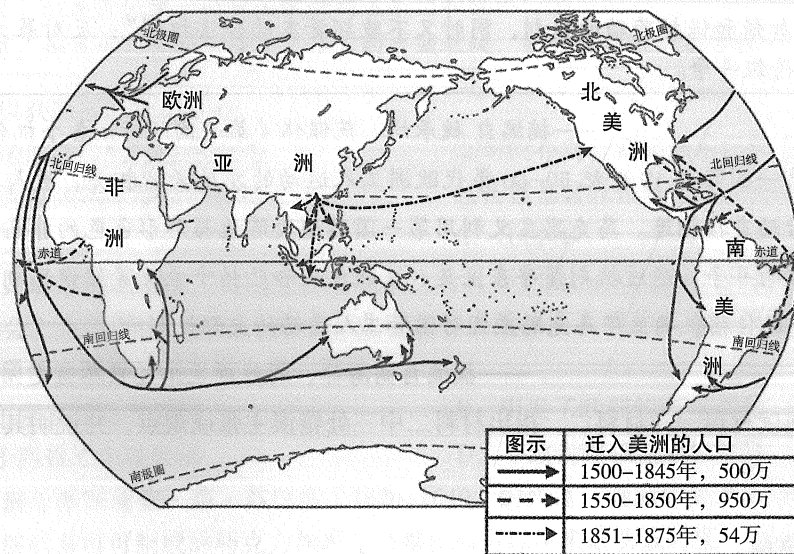 北极圈
北极圈
欧洲
北
美
洲
亚
洲
非
洲
北回归线
北回归线
赤道
赤道
南
美
洲
南回归线
南回归线
南极圈
图示
迁入美洲的人口
1500–1845年，500万
1550–1850年，950万
1851–1875年，54万